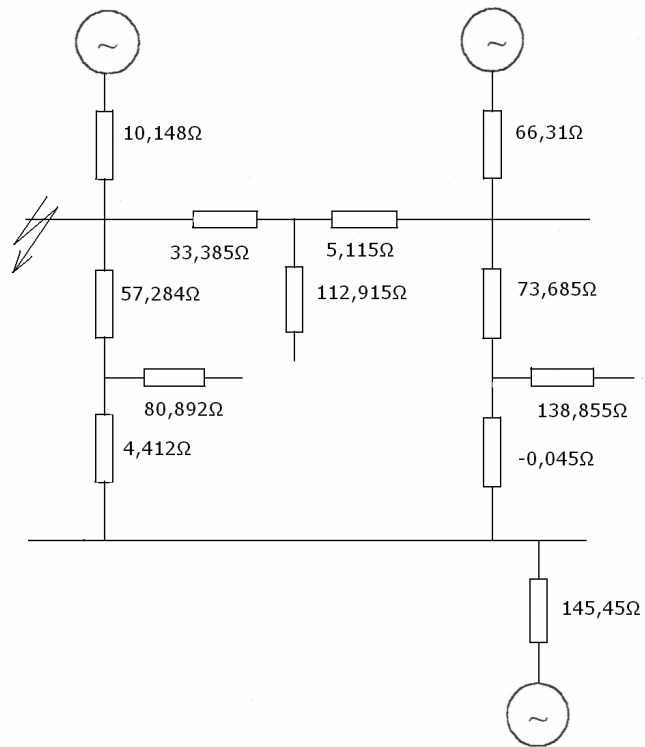 ~
~
10,148Ω
66,31Ω
33,385Ω
5,115Ω
57,284Ω
112,915Ω
73,685Ω
80,892Ω
138,855Ω
4,412Ω
-0,045Ω
145,45Ω
~